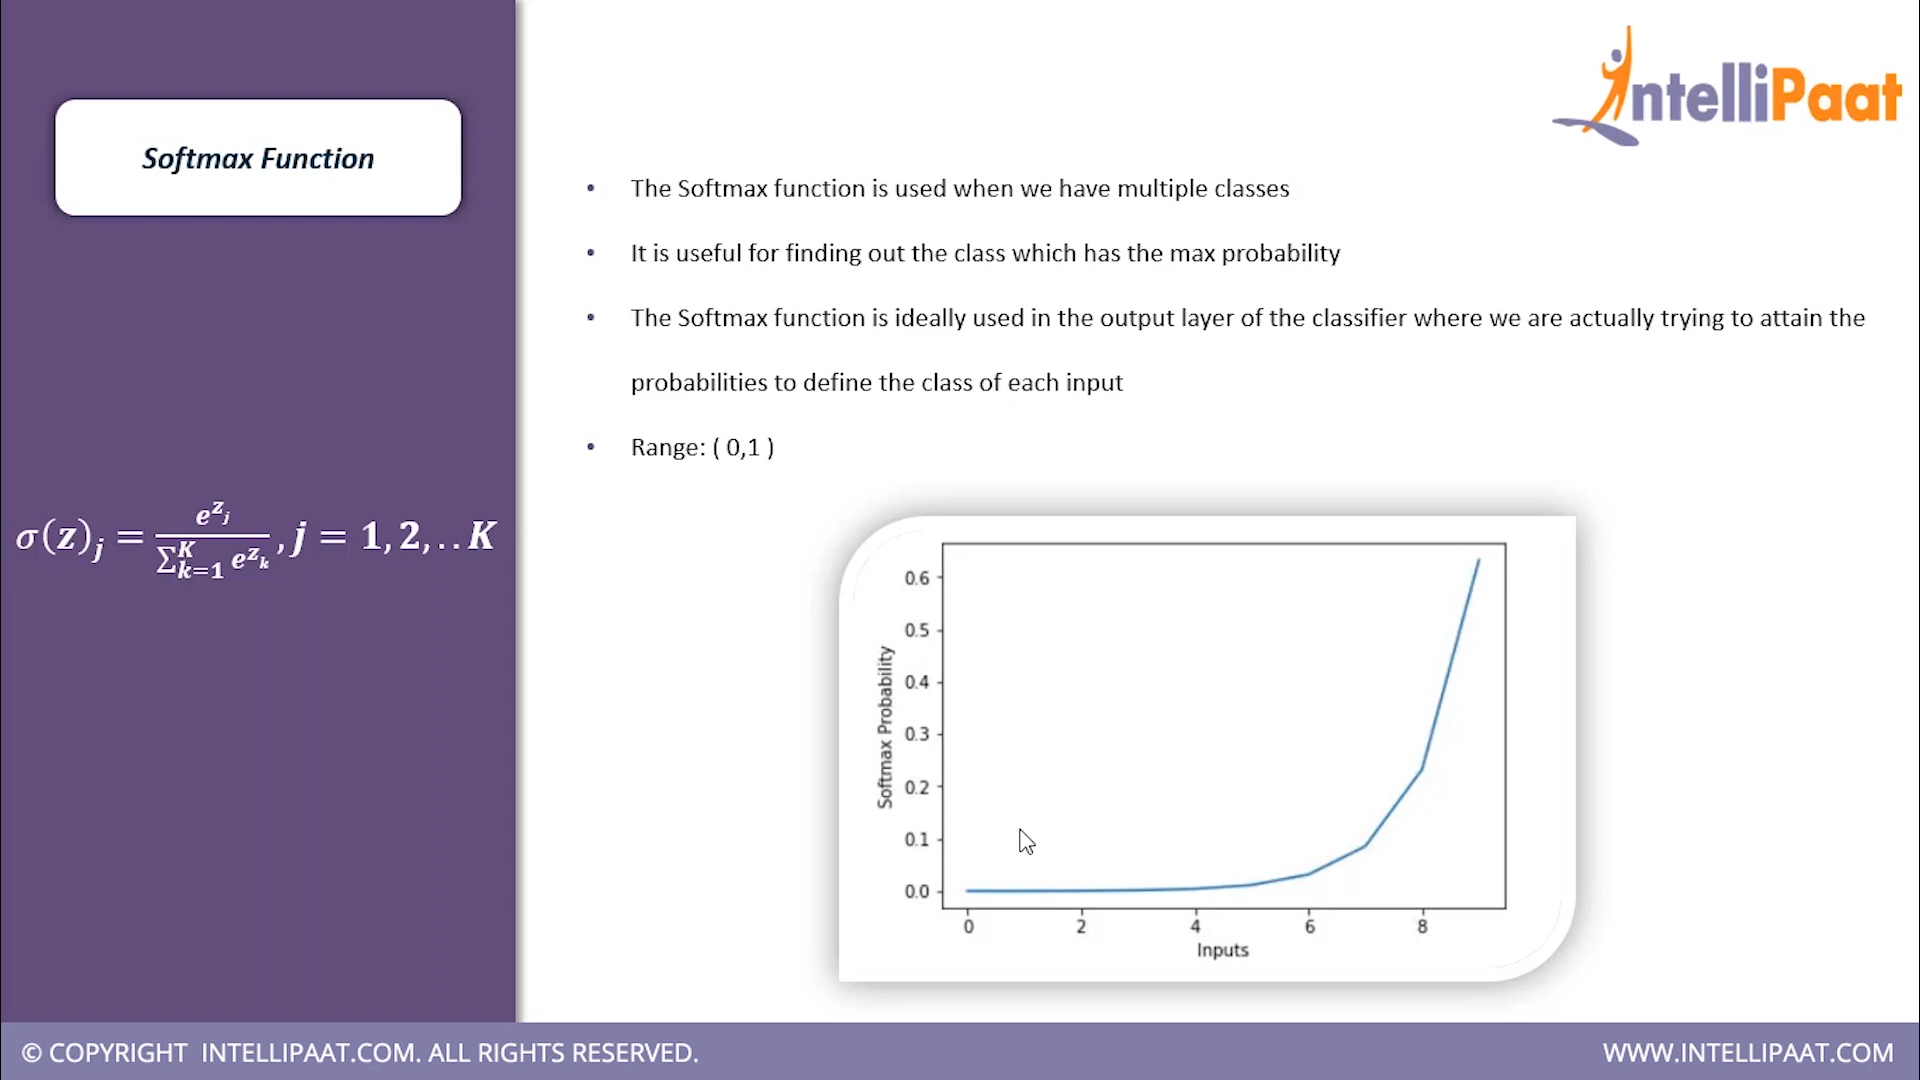 Softmax Function
IntelliPaat
• The Softmax function is used when we have multiple classes
• It is useful for finding out the class which has the max probability
• The Softmax function is ideally used in the output layer of the classifier where we are actually trying to attain the
probabilities to define the class of each input
• Range: ( 0,1 )
σ(z)ⱼ = e^{z_j} / ∑_{k=1}^{K} e^{z_k} , j = 1, 2, . . K
0.6
0.5
0.4
0.3
0.2
0.1
0.0
Softmax Probability
0 2 4 6 8
Inputs
© COPYRIGHT INTELLIPAAT.COM. ALL RIGHTS RESERVED.
WWW.INTELLIPAAT.COM